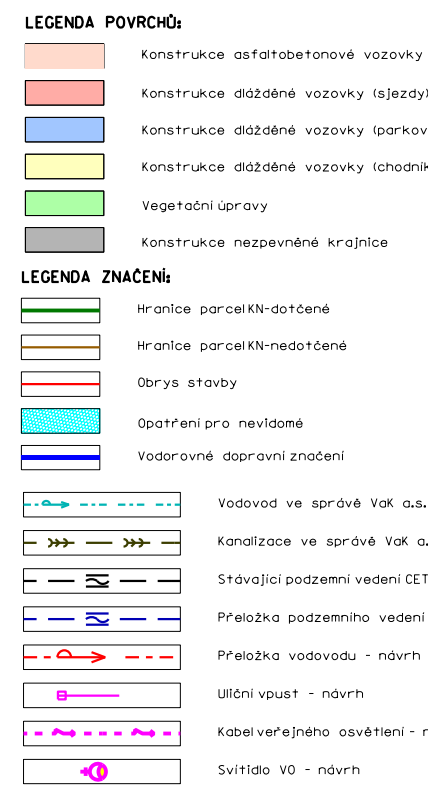 LEGENDA POVRCHŮ:
Konstrukce asfaltobetonové vozovky
Konstrukce dlážděné vozovky (sjezdy)
Konstrukce dlážděné vozovky (parkov
Konstrukce dlážděné vozovky (chodník
Vegetační úpravy
Konstrukce nezpevněné krajnice
LEGENDA ZNAČENÍ:
Hranice parcel KN-dotčené
Hranice parcel KN-nedotčené
Obrys stavby
Opatření pro nevidomé
Vodorovné dopravní značení
Vodovod ve správě VaK a.s.
Kanalizace ve správě VaK a.
Stávající podzemní vedení CET
Přeložka podzemního vedení
Přeložka vodovodu - návrh
Uliční vpust - návrh
Kabel veřejného osvětlení -
Svítidlo VO - návrh